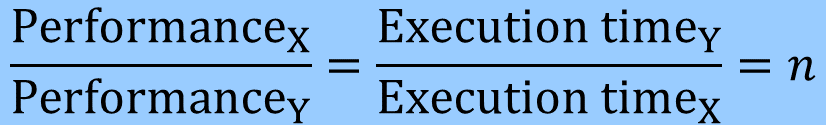 Performance_X / Performance_Y = Execution time_Y / Execution time_X = n